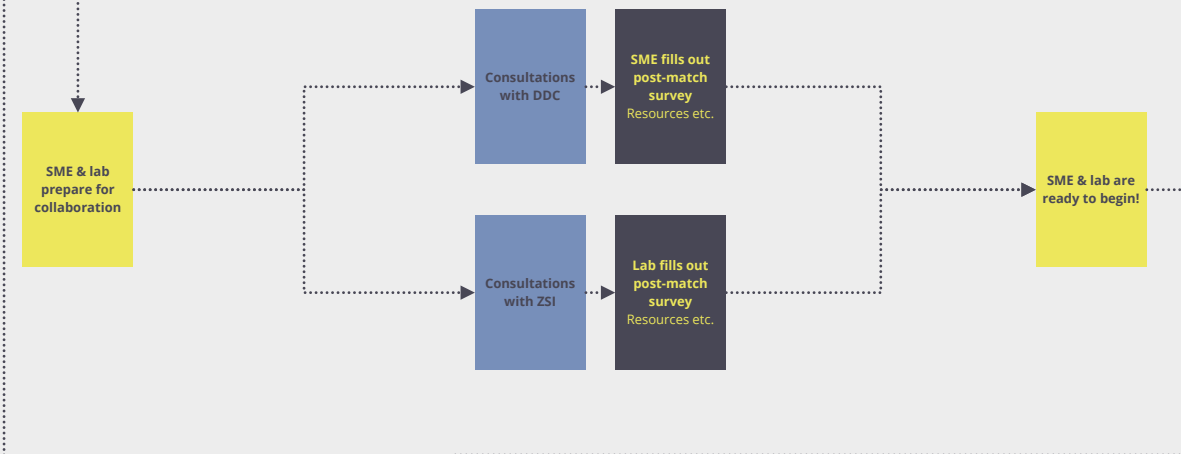 SME & lab
prepare for
collaboration
Consultations
with DDC
SME fills out
post-match
survey
Resources etc.
Consultations
with ZSI
Lab fills out
post-match
survey
Resources etc.
SME & lab are
ready to begin!